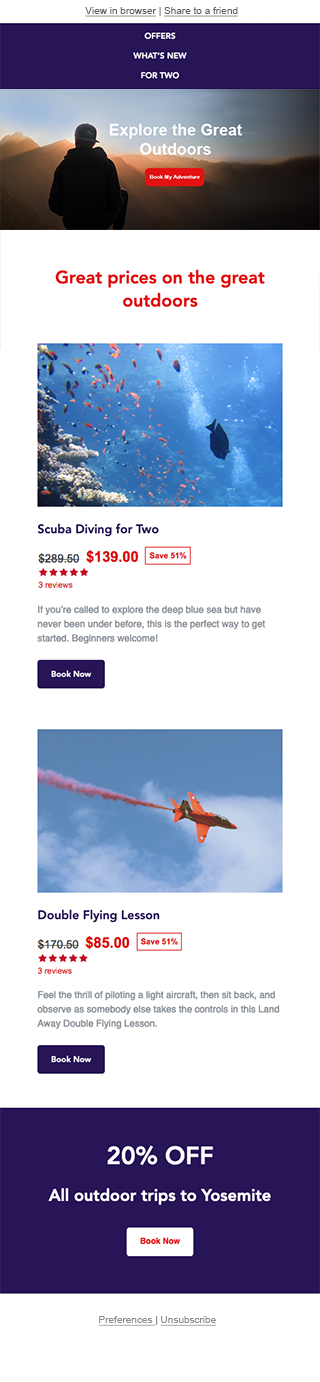 View in browser | Share to a friend
OFFERS
WHAT'S NEW
FOR TWO
Explore the Great
Outdoors
Book My Adventure
Great prices on the great
outdoors
Scuba Diving for Two
$289.50 $139.00 Save 51%
3 reviews
If you're called to explore the deep blue sea but have
never been under before, this is the perfect way to get
started. Beginners welcome!
Book Now
Double Flying Lesson
$170.50 $85.00 Save 51%
3 reviews
Feel the thrill of piloting a light aircraft, then sit back, and
observe as somebody else takes the controls in this Land
Away Double Flying Lesson.
Book Now
20% OFF
All outdoor trips to Yosemite
Book Now
Preferences | Unsubscribe